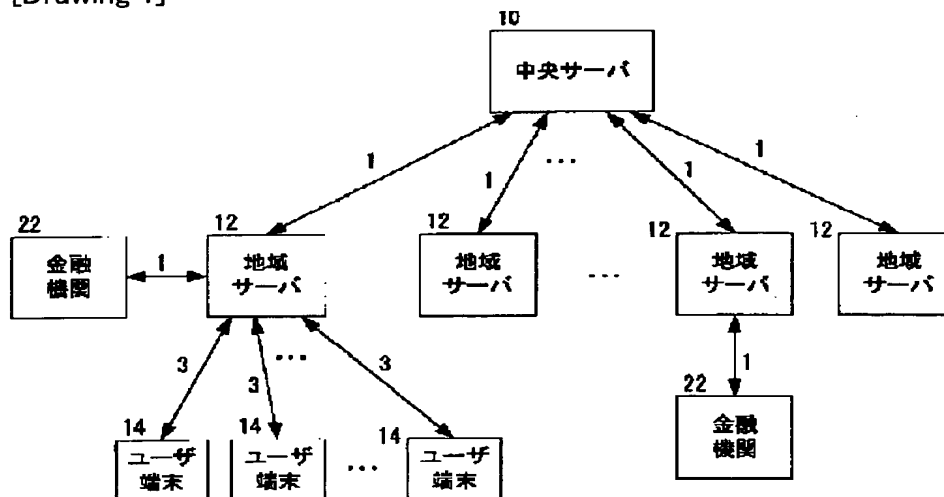 [Drawing 1]
10
中央サーバ
1
1
...
1
1
22
金融
機関
1
12
地域
サーバ
12
地域
サーバ
...
12
地域
サーバ
12
地域
サーバ
3
3
...
3
1
22
金融
機関
14
ユーザ
端末
14
ユーザ
端末
...
14
ユーザ
端末